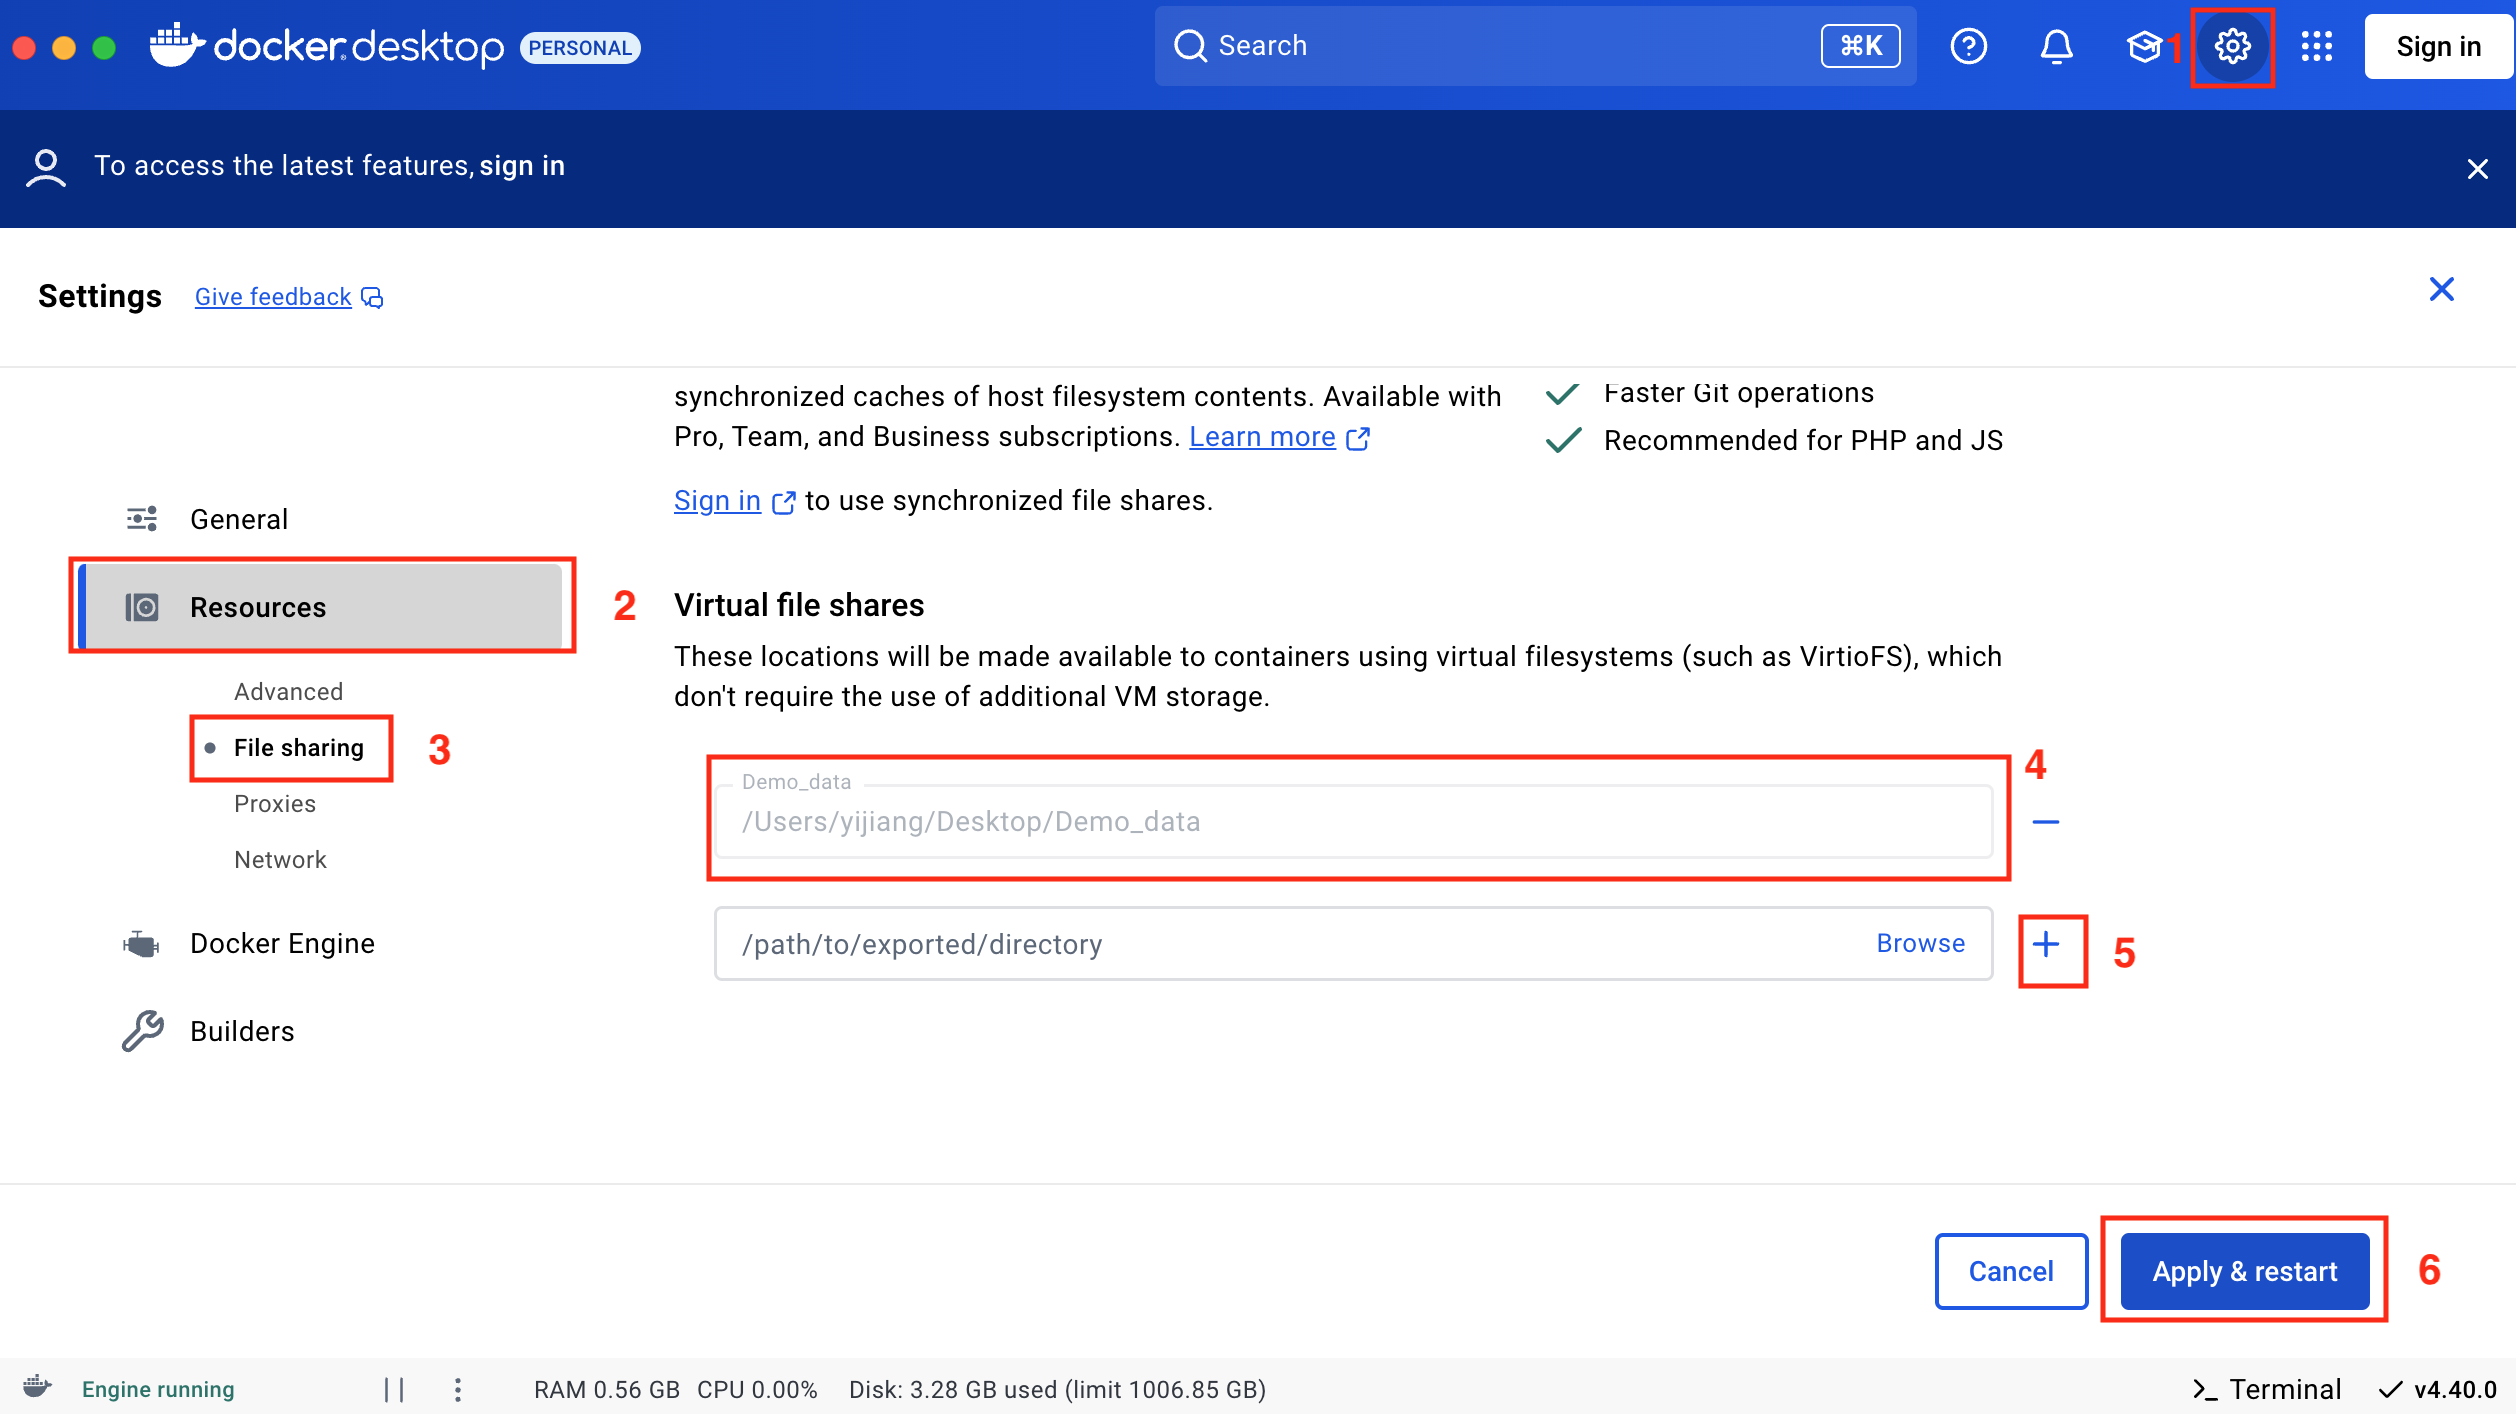 docker desktop PERSONAL
Search
⌘K
1
Sign in
To access the latest features, sign in
Settings
Give feedback
General
Resources
2
Advanced
File sharing
3
Proxies
Network
Docker Engine
Builders
synchronized caches of host filesystem contents. Available with
Pro, Team, and Business subscriptions. Learn more
Faster Git operations
Recommended for PHP and JS
Sign in to use synchronized file shares.
Virtual file shares
These locations will be made available to containers using virtual filesystems (such as VirtioFS), which
don't require the use of additional VM storage.
4
Demo_data
/Users/yijiang/Desktop/Demo_data
/path/to/exported/directory
Browse
5
Cancel
Apply & restart
6
Engine running
RAM 0.56 GB CPU 0.00% Disk: 3.28 GB used (limit 1006.85 GB)
Terminal
v4.40.0